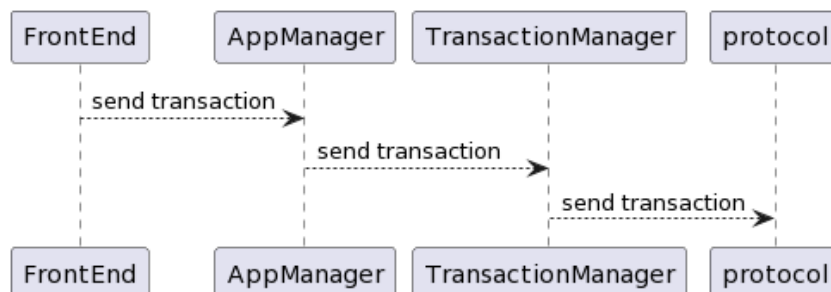 FrontEnd AppManager TransactionManager protocol
send transaction
send transaction
send transaction
FrontEnd AppManager TransactionManager protocol